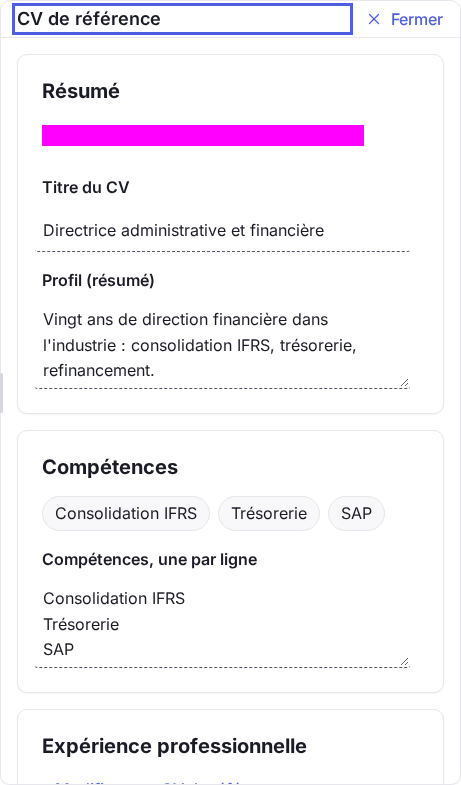 CV de référence
Fermer
Résumé
Titre du CV
Directrice administrative et financière
Profil (résumé)
Vingt ans de direction financière dans
l'industrie : consolidation IFRS, trésorerie,
refinancement.
Compétences
Consolidation IFRS
Trésorerie
SAP
Compétences, une par ligne
Consolidation IFRS
Trésorerie
SAP
Expérience professionnelle